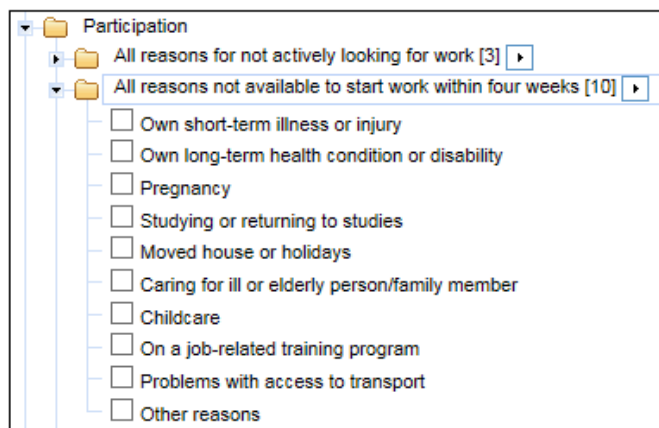 Participation
All reasons for not actively looking for work [3]
All reasons not available to start work within four weeks [10]
Own short-term illness or injury
Own long-term health condition or disability
Pregnancy
Studying or returning to studies
Moved house or holidays
Caring for ill or elderly person/family member
Childcare
On a job-related training program
Problems with access to transport
Other reasons